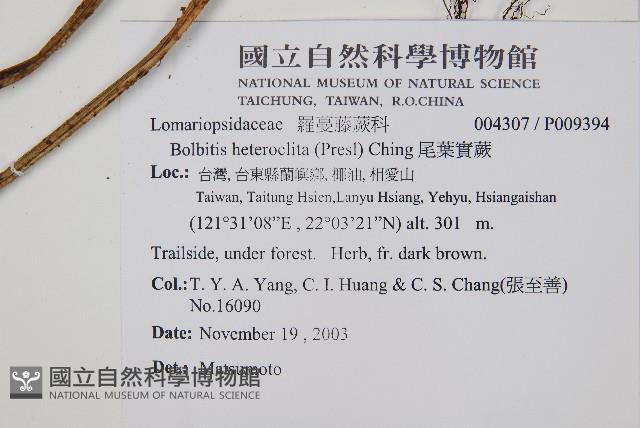 國立自然科學博物館
NATIONAL MUSEUM OF NATURAL SCIENCE
TAICHUNG, TAIWAN, R.O.CHINA
Lomariopsidaceae 羅蔓藤蕨科 004307 / P009394
Bolbitis heteroclita (Presl) Ching 尾葉實蕨
Loc.: 台灣, 台東縣蘭嶼鄉, 椰油, 相愛山
Taiwan, Taitung Hsien,Lanyu Hsiang, Yehyu, Hsiangaishan
(121°31’08”E , 22°03’21”N) alt. 301 m.
Trailside, under forest. Herb, fr. dark brown.
Col.: T. Y. A. Yang, C. I. Huang & C. S. Chang(張至善)
No.16090
Date: November 19 , 2003
Det.: Matsumoto
國立自然科學博物館
NATIONAL MUSEUM OF NATURAL SCIENCE